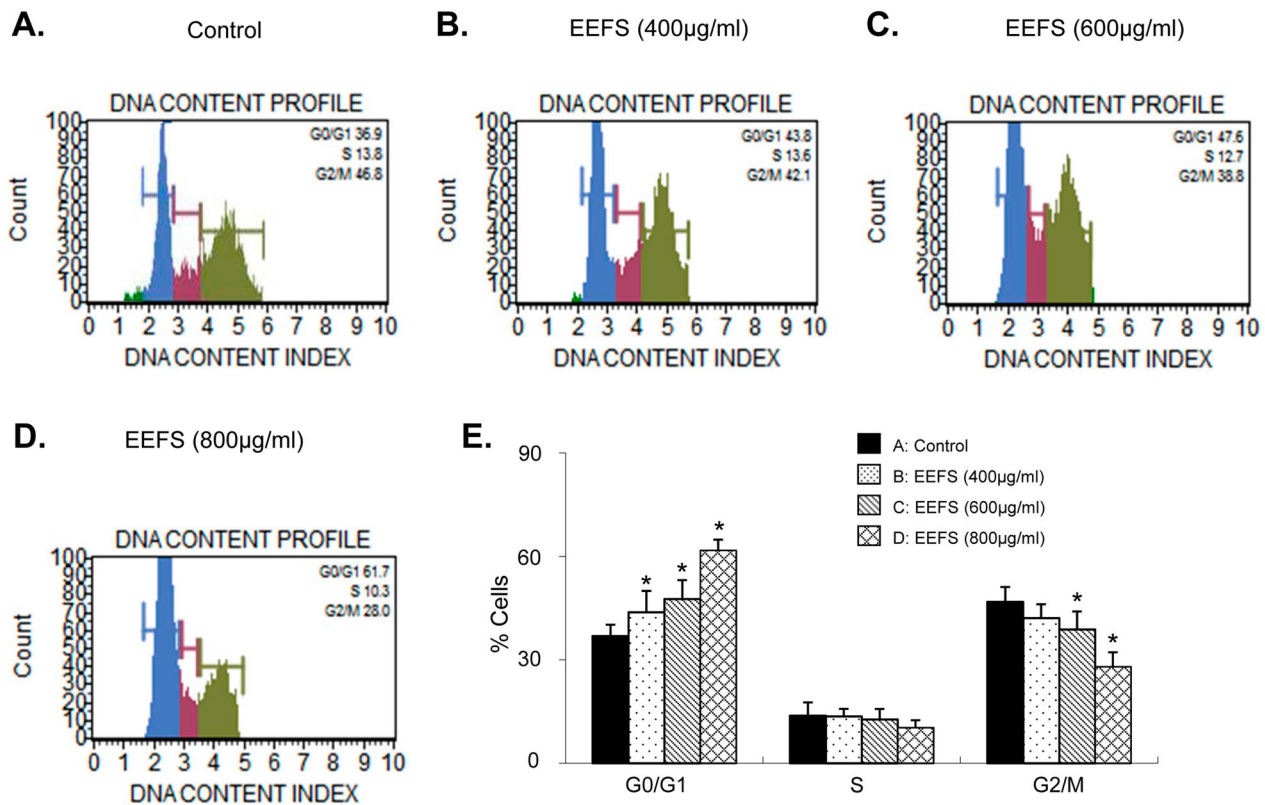 A. Control
DNA CONTENT PROFILE
G0/G1 36.9
S 13.8
G2/M 46.8
Count
100
90
80
70
60
50
40
30
20
10
0
0 1 2 3 4 5 6 7 8 9 10
DNA CONTENT INDEX
B. EEFS (400µg/ml)
DNA CONTENT PROFILE
G0/G1 43.8
S 13.6
G2/M 42.1
Count
100
90
80
70
60
50
40
30
20
10
0
0 1 2 3 4 5 6 7 8 9 10
DNA CONTENT INDEX
C. EEFS (600µg/ml)
DNA CONTENT PROFILE
G0/G1 47.6
S 12.7
G2/M 38.8
Count
100
90
80
70
60
50
40
30
20
10
0
0 1 2 3 4 5 6 7 8 9 10
DNA CONTENT INDEX
D. EEFS (800µg/ml)
DNA CONTENT PROFILE
G0/G1 61.7
S 10.3
G2/M 28.0
Count
100
90
80
70
60
50
40
30
20
10
0
0 1 2 3 4 5 6 7 8 9 10
DNA CONTENT INDEX
E.
A: Control
B: EEFS (400µg/ml)
C: EEFS (600µg/ml)
D: EEFS (800µg/ml)
% Cells
90
60
30
0
* * *
* *
G0/G1 S G2/M